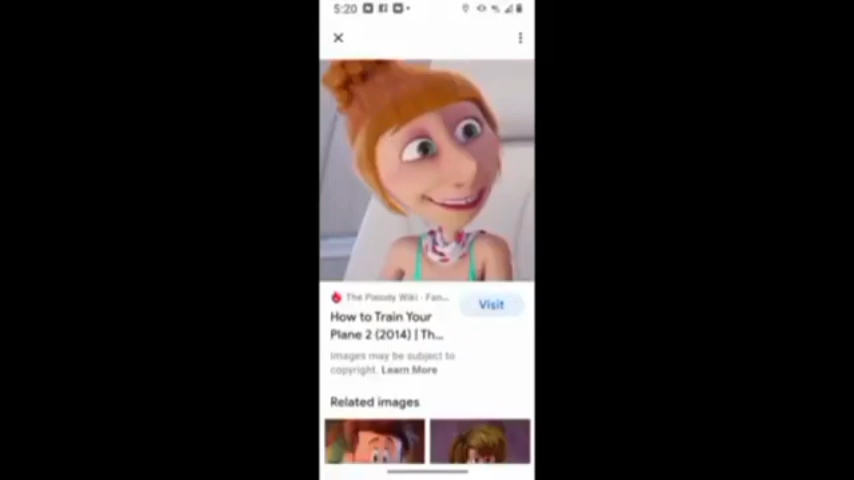 5:20
The Parody Wiki · Fan...
Visit
How to Train Your
Plane 2 (2014) | Th...
Images may be subject to
copyright. Learn More
Related images